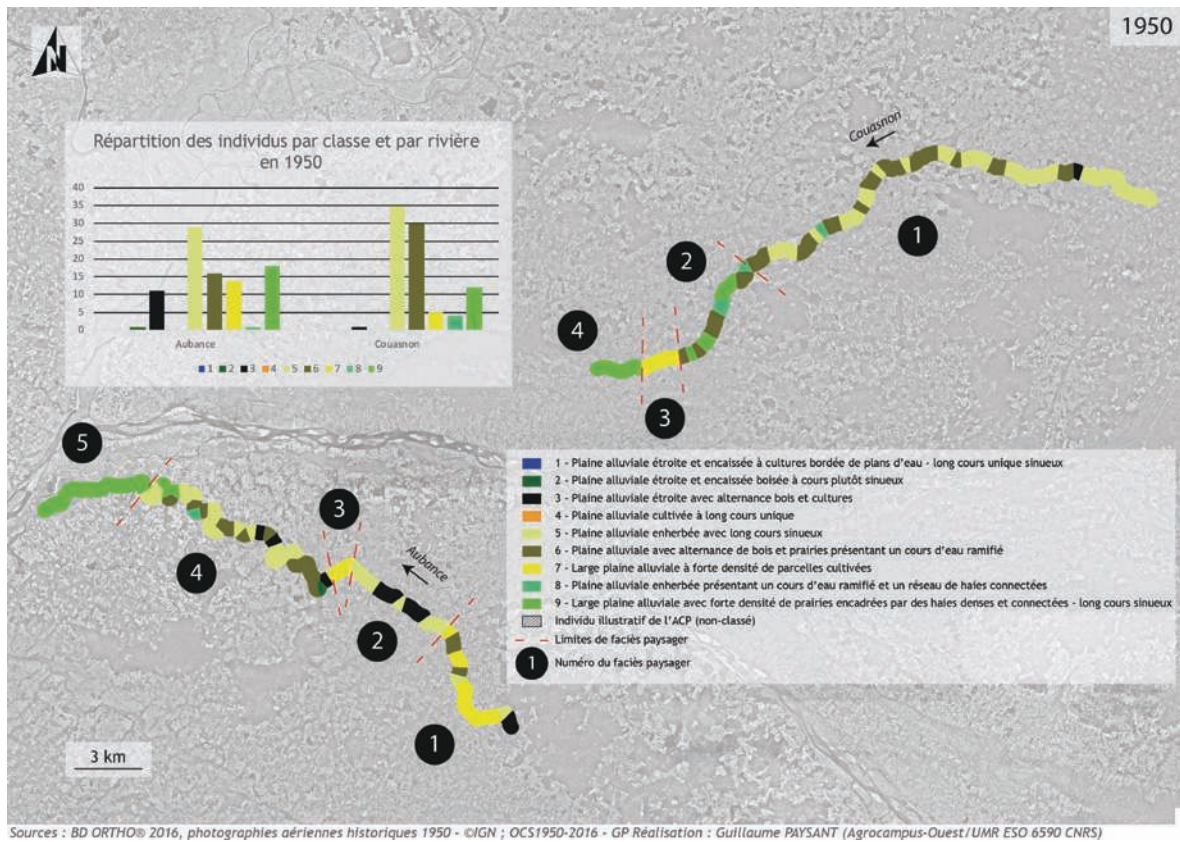 1950
N
Répartition des individus par classe et par rivière
en 1950
40
35
30
25
20
15
10
5
0
Aubance
Couasnon
1 2 3 4 5 6 7 8 9
Couasnon
1
2
3
4
5
4
3
2
1
Aubance
3 km
1 - Plaine alluviale étroite et encaissée à cultures bordée de plans d'eau - long cours unique sinueux
2 - Plaine alluviale étroite et encaissée boisée à cours plutôt sinueux
3 - Plaine alluviale étroite avec alternance bois et cultures
4 - Plaine alluviale cultivée à long cours unique
5 - Plaine alluviale enherbée avec long cours sinueux
6 - Plaine alluviale avec alternance de bois et prairies présentant un cours d'eau ramifié
7 - Large plaine alluviale à forte densité de parcelles cultivées
8 - Plaine alluviale enherbée présentant un cours d'eau ramifié et un réseau de haies connectées
9 - Large plaine alluviale avec forte densité de prairies encadrées par des haies denses et connectées - long cours sinueux
Individu illustratif de l'ACP (non-classé)
Limites de faciès paysager
1 Numéro du faciès paysager
Sources : BD ORTHO® 2016, photographies aériennes historiques 1950 - ©IGN ; OCS1950-2016 - GP Réalisation : Guillaume PAYSANT (Agrocampus-Ouest/UMR ESO 6590 CNRS)